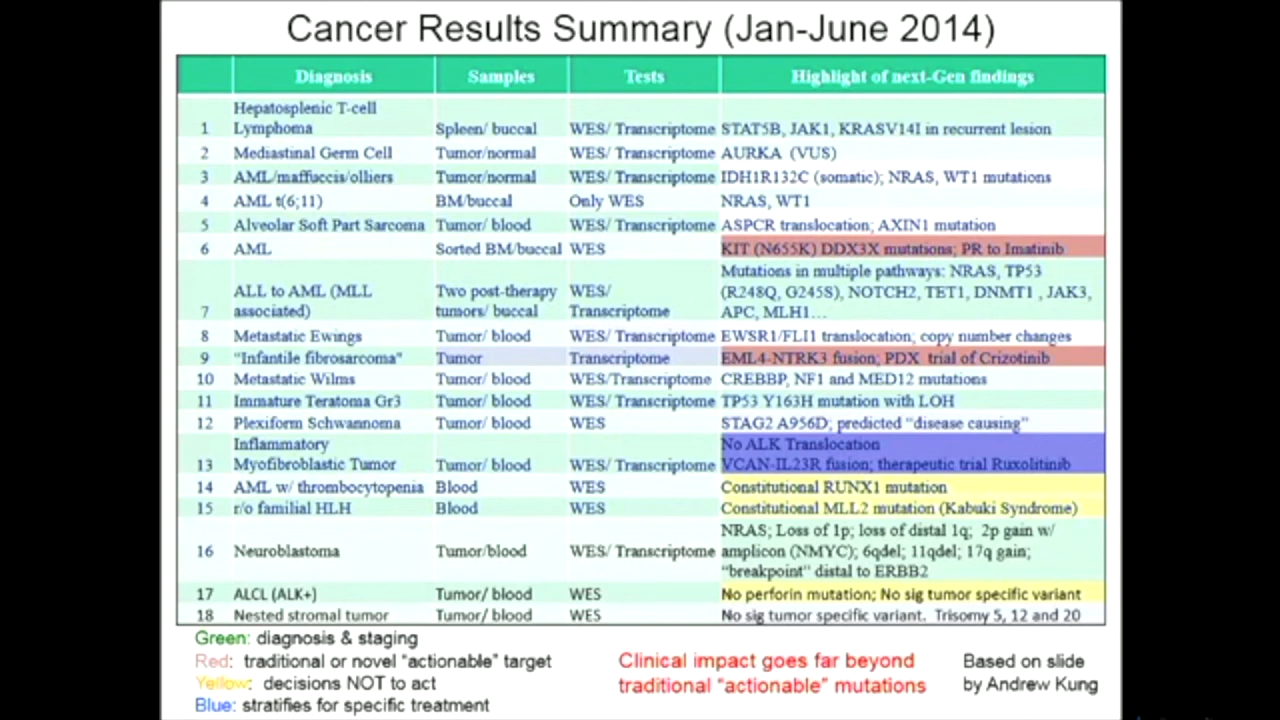 Cancer Results Summary (Jan-June 2014)
Diagnosis Samples Tests Highlight of next-Gen findings
Hepatosplenic T-cell
1 Lymphoma Spleen/ buccal WES/ Transcriptome STAT5B, JAK1, KRASV14I in recurrent lesion
2 Mediastinal Germ Cell Tumor/normal WES/ Transcriptome AURKA (VUS)
3 AML/maffuccis/olliers Tumor/normal WES/ Transcriptome IDH1R132C (somatic); NRAS, WT1 mutations
4 AML t(6;11) BM/buccal Only WES NRAS, WT1
5 Alveolar Soft Part Sarcoma Tumor/ blood WES/ Transcriptome ASPCR translocation; AXIN1 mutation
6 AML Sorted BM/buccal WES KIT (N655K) DDX3X mutations; PR to Imatinib
Mutations in multiple pathways: NRAS, TP53
ALL to AML (MLL Two post-therapy WES/ (R248Q, G245S), NOTCH2, TET1, DNMT1 , JAK3,
7 associated) tumors/ buccal Transcriptome APC, MLH1…
8 Metastatic Ewings Tumor/ blood WES/ Transcriptome EWSR1/FLI1 translocation; copy number changes
9 "Infantile fibrosarcoma" Tumor Transcriptome EML4-NTRK3 fusion; PDX trial of Crizotinib
10 Metastatic Wilms Tumor/ blood WES/Transcriptome CREBBP, NF1 and MED12 mutations
11 Immature Teratoma Gr3 Tumor/ blood WES/ Transcriptome TP53 Y163H mutation with LOH
12 Plexiform Schwannoma Tumor/ blood WES STAG2 A956D; predicted “disease causing”
Inflammatory No ALK Translocation
13 Myofibroblastic Tumor Tumor/ blood WES/ Transcriptome VCAN-IL23R fusion; therapeutic trial Ruxolitinib
14 AML w/ thrombocytopenia Blood WES Constitutional RUNX1 mutation
15 r/o familial HLH Blood WES Constitutional MLL2 mutation (Kabuki Syndrome)
NRAS; Loss of 1p; loss of distal 1q; 2p gain w/
16 Neuroblastoma Tumor/blood WES/ Transcriptome amplicon (NMYC); 6qdel; 11qdel; 17q gain;
“breakpoint” distal to ERBB2
17 ALCL (ALK+) Tumor/ blood WES No perforin mutation; No sig tumor specific variant
18 Nested stromal tumor Tumor/ blood WES No sig tumor specific variant. Trisomy 5, 12 and 20
Green: diagnosis & staging
Red: traditional or novel “actionable” target
Yellow: decisions NOT to act
Blue: stratifies for specific treatment
Clinical impact goes far beyond
traditional “actionable” mutations
Based on slide
by Andrew Kung